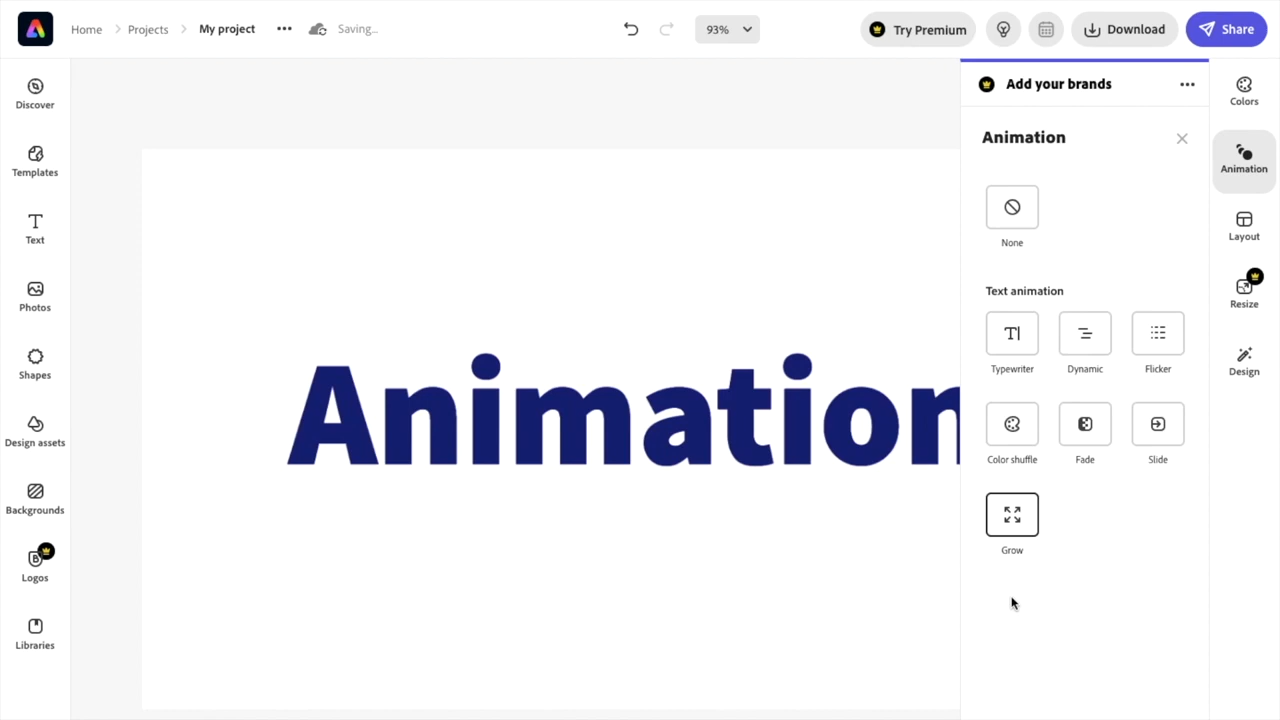 Home
Projects
My project
Saving...
93%
Try Premium
Download
Share
Discover
Templates
Text
Photos
Shapes
Design assets
Backgrounds
B
Logos
Libraries
Animation
Add your brands
Animation
None
Text animation
T
Typewriter
Dynamic
Flicker
Color shuffle
Fade
Slide
Grow
Colors
Animation
Layout
Resize
Design